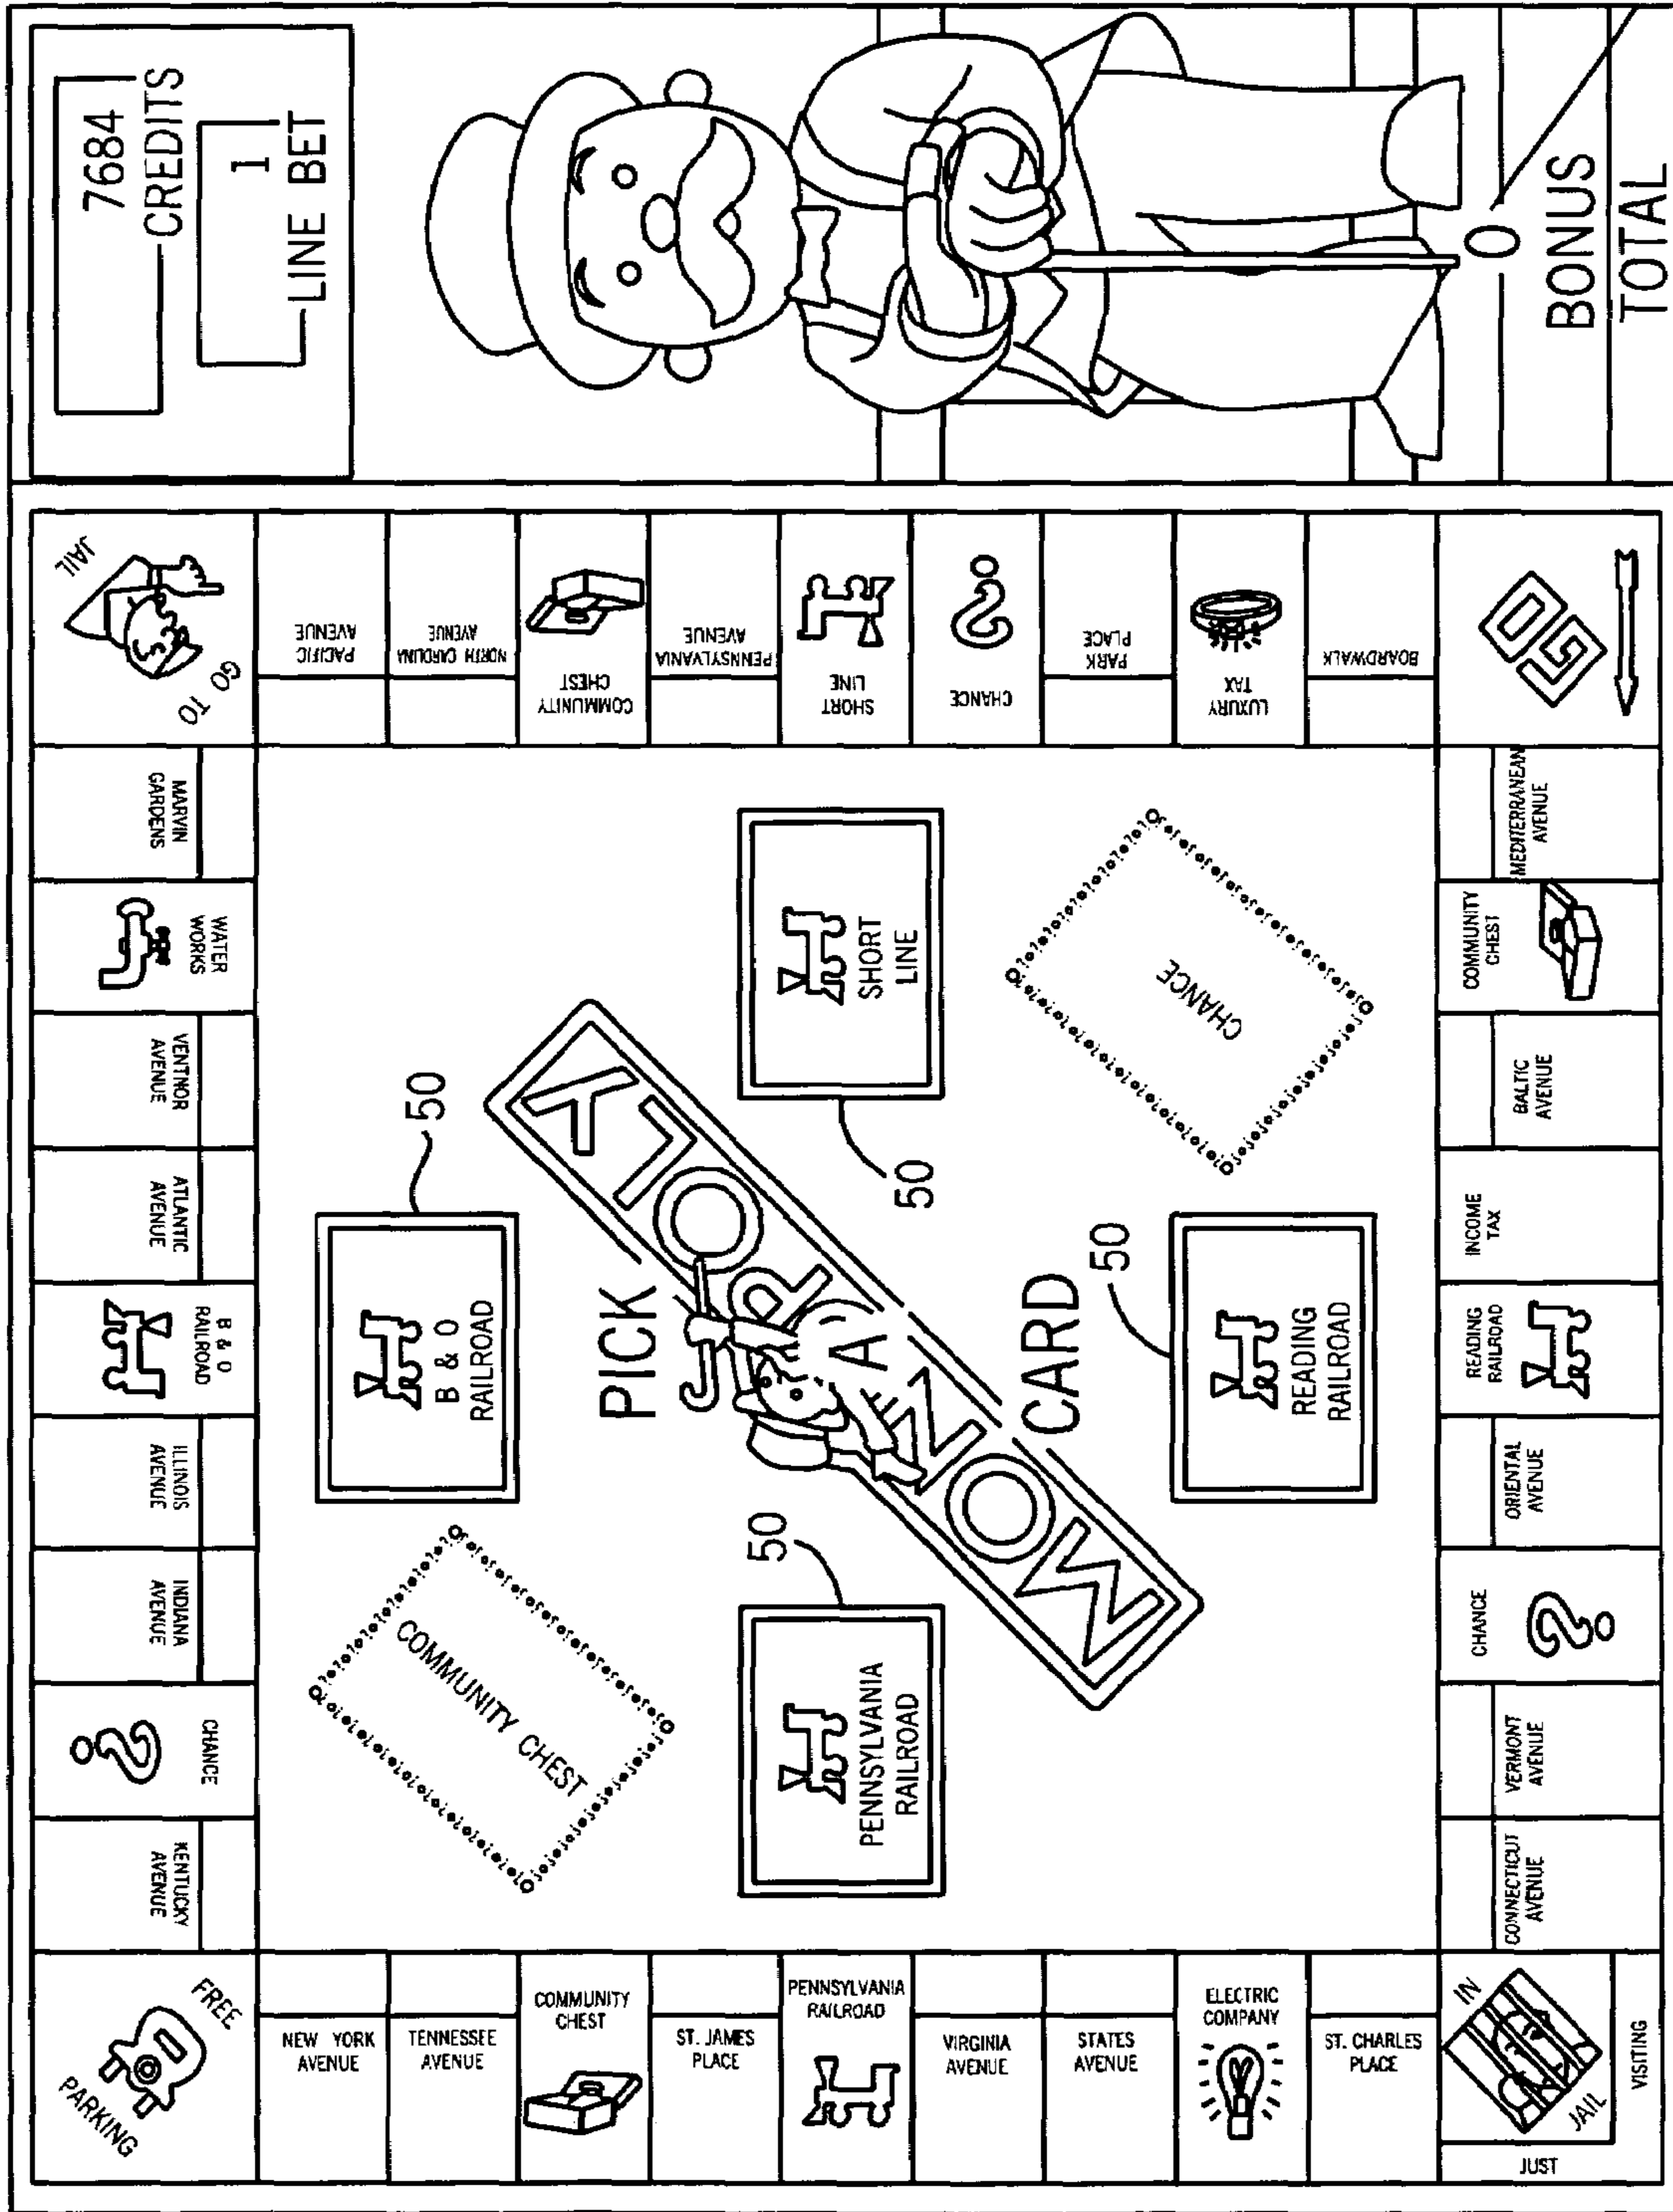 7684
CREDITS
1
LINE BET
BONUS
TOTAL
0
FREE
PARKING
KENTUCKY
AVENUE
CHANCE
INDIANA
AVENUE
ILLINOIS
AVENUE
B & O
RAILROAD
ATLANTIC
AVENUE
VENTNOR
AVENUE
WATER
WORKS
MARVIN
GARDENS
GO TO
JAIL
PACIFIC
AVENUE
NORTH CAROLINA
AVENUE
COMMUNITY
CHEST
PENNSYLVANIA
AVENUE
SHORT
LINE
CHANCE
PARK
PLACE
LUXURY
TAX
BOARDWALK
GO
MEDITERRANEAN
AVENUE
COMMUNITY
CHEST
BALTIC
AVENUE
INCOME
TAX
READING
RAILROAD
ORIENTAL
AVENUE
CHANCE
VERMONT
AVENUE
CONNECTICUT
AVENUE
IN
JAIL
JUST
VISITING
ST. CHARLES
PLACE
ELECTRIC
COMPANY
STATES
AVENUE
VIRGINIA
AVENUE
PENNSYLVANIA
RAILROAD
ST. JAMES
PLACE
COMMUNITY
CHEST
TENNESSEE
AVENUE
NEW YORK
AVENUE
COMMUNITY CHEST
B & O
RAILROAD
50
PICK
A
CARD
MONOPOLY
PENNSYLVANIA
RAILROAD
50
SHORT
LINE
50
READING
RAILROAD
50
CHANCE